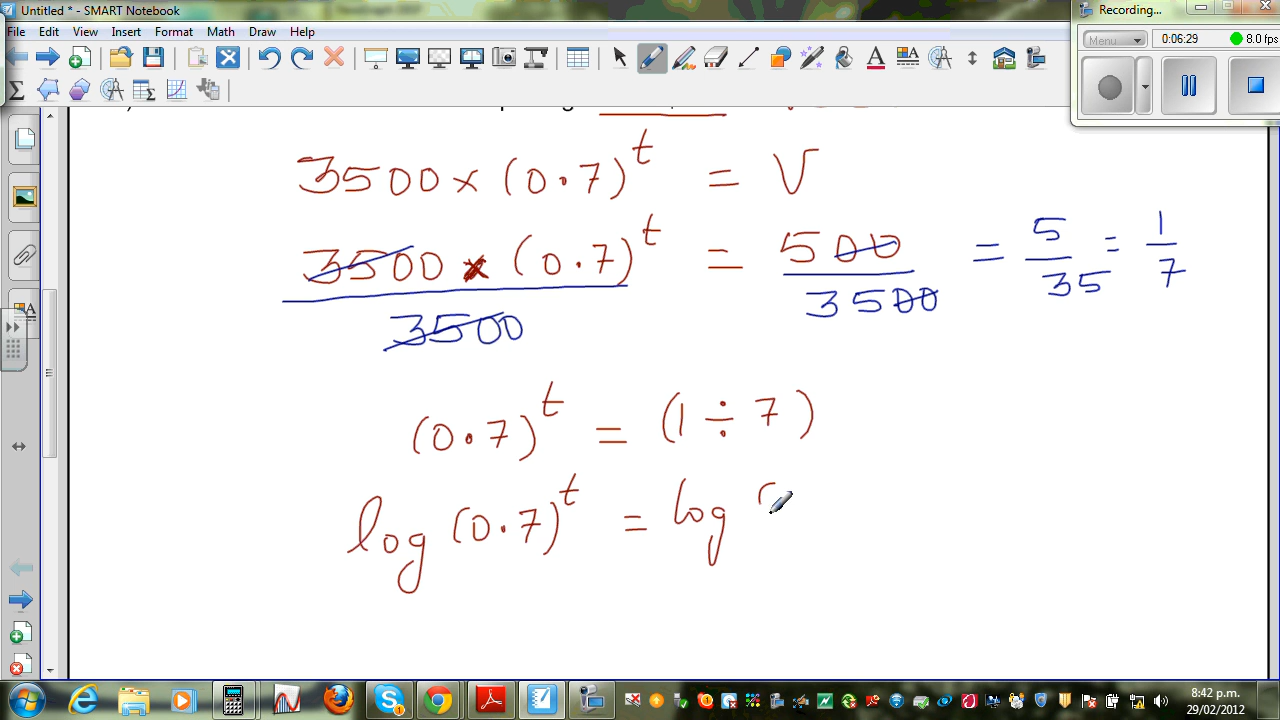 Untitled * - SMART Notebook
Recording...
File Edit View Insert Format Math Draw Help
Menu
0:06:29
8.0 fps
3500 × (0.7)^t = V
3500 × (0.7)^t = 500 = 5 = 1
3500 3500 35 7
(0.7)^t = (1 ÷ 7)
log (0.7)^t = log (
8:42 p.m.
29/02/2012